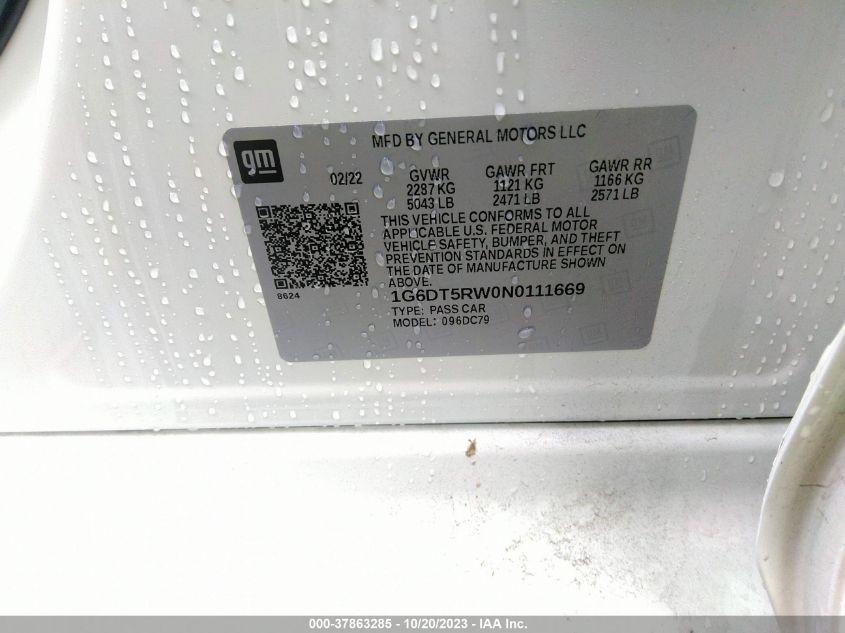 gm
MFD BY GENERAL MOTORS LLC
02/22
GVWR
2287 KG
5043 LB
GAWR FRT
1121 KG
2471 LB
GAWR RR
1166 KG
2571 LB
THIS VEHICLE CONFORMS TO ALL
APPLICABLE U.S. FEDERAL MOTOR
VEHICLE SAFETY, BUMPER, AND THEFT
PREVENTION STANDARDS IN EFFECT ON
THE DATE OF MANUFACTURE SHOWN
ABOVE.
8624
1G6DT5RW0N0111669
TYPE: PASS CAR
MODEL: 096DC79
000-37863285 - 10/20/2023 - IAA Inc.